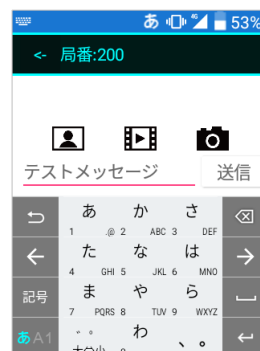 あ 4G 53%
<- 局番:200
テストメッセージ 送信
あ か さ
1 .@ 2 ABC 3 DEF
た な は
4 GHI 5 JKL 6 MNO
記号 ま や ら
7 PQRS 8 TUV 9 WXYZ
あA1 わ 、。